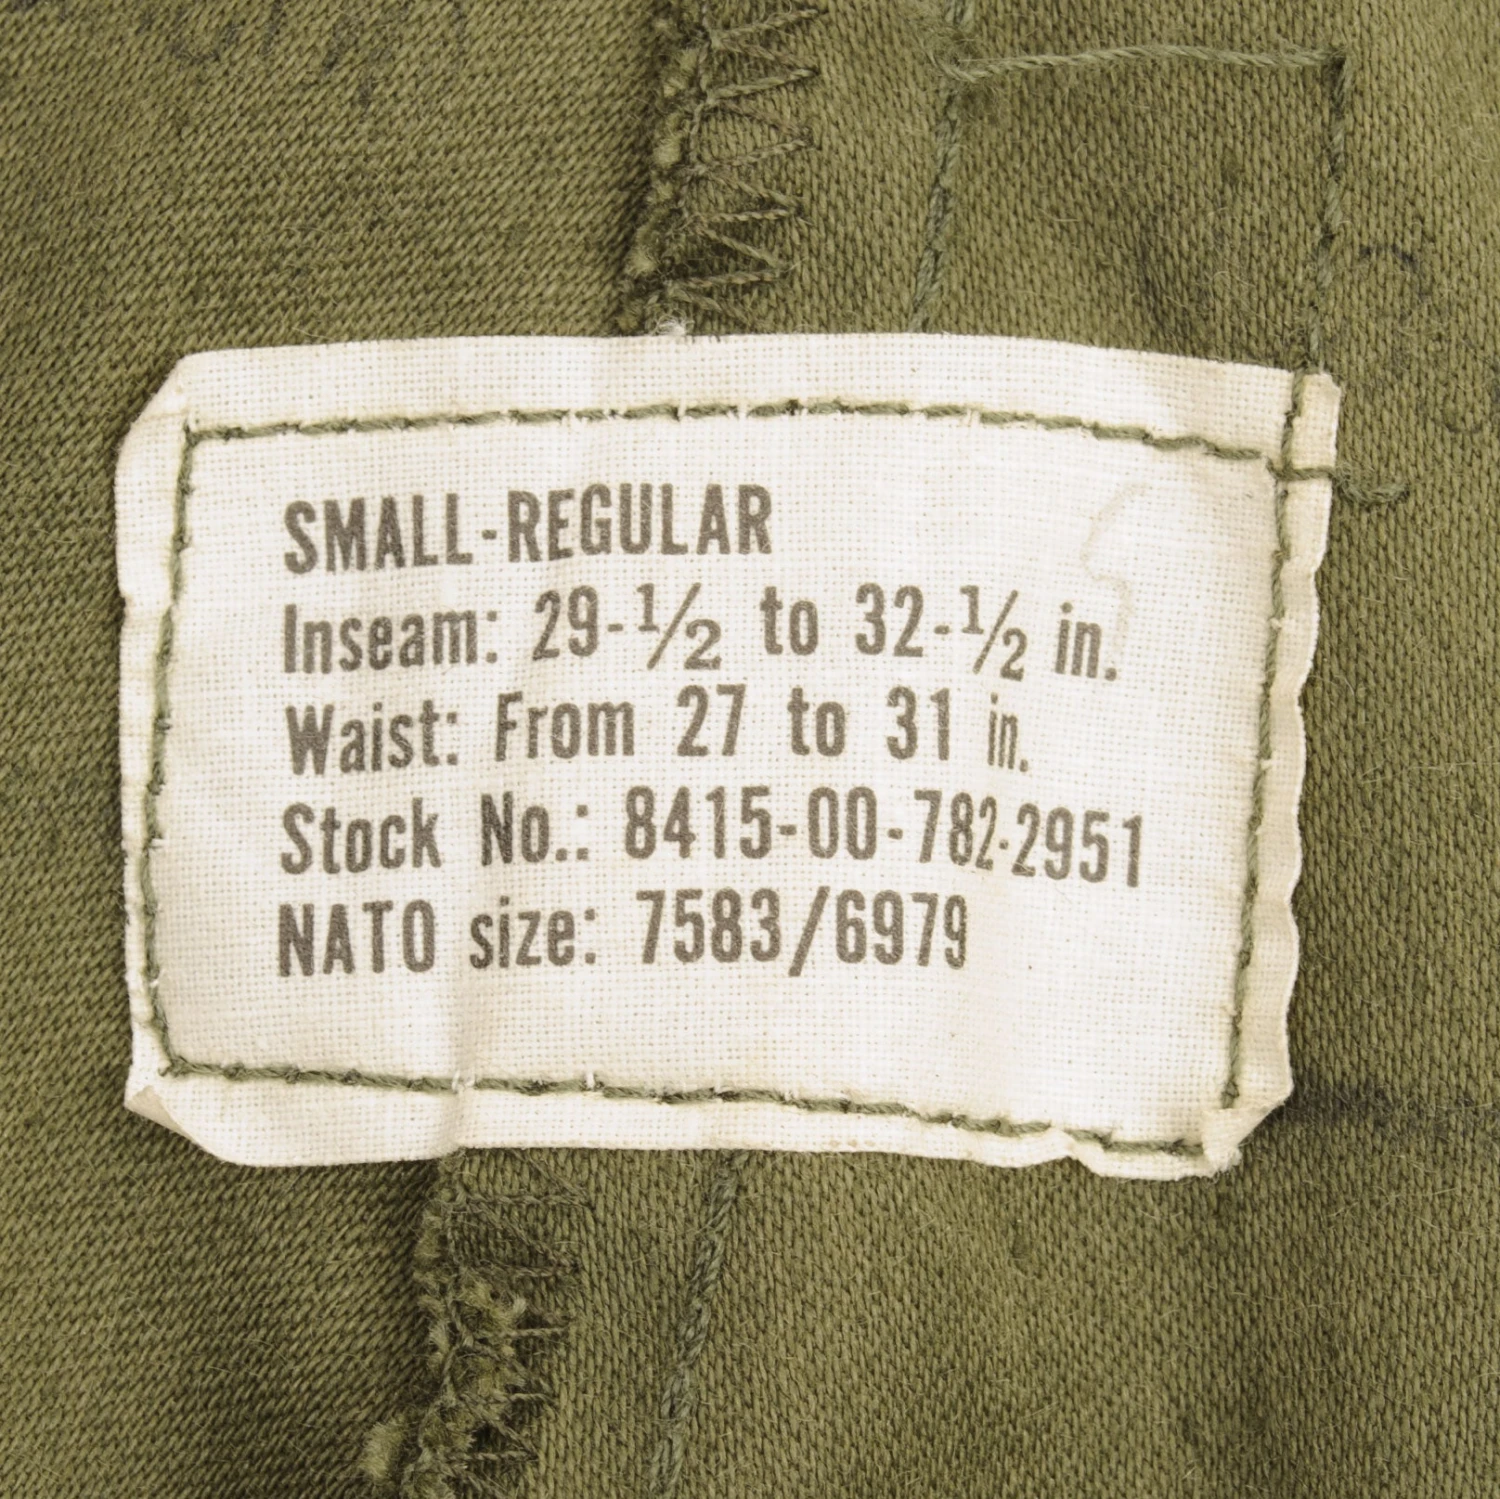 SMALL-REGULAR
Inseam: 29-1/2 to 32-1/2 in.
Waist: From 27 to 31 in.
Stock No.: 8415-00-782-2951
NATO size: 7583/6979